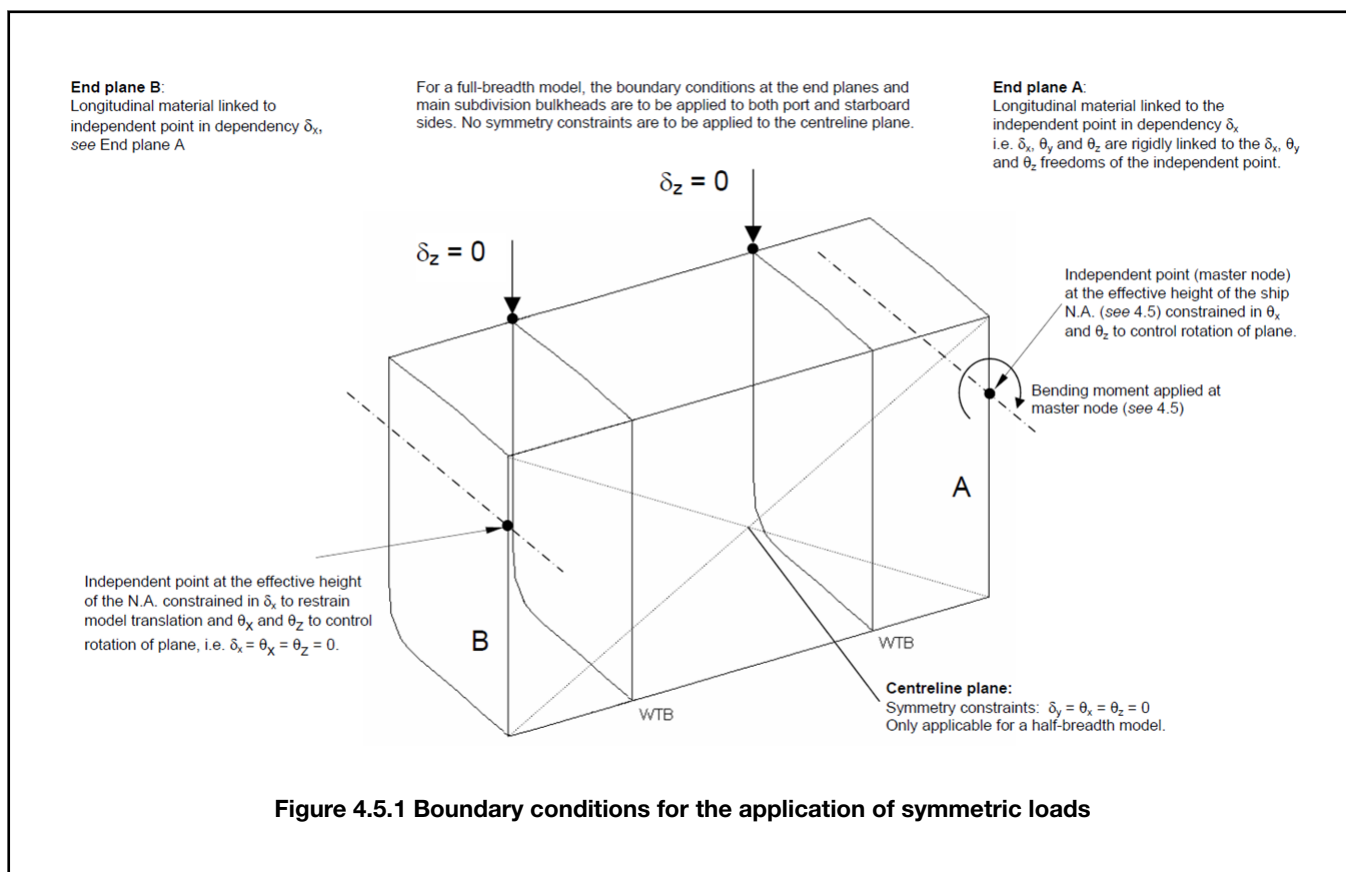 End plane B:
Longitudinal material linked to
independent point in dependency δx,
see End plane A
For a full-breadth model, the boundary conditions at the end planes and
main subdivision bulkheads are to be applied to both port and starboard
sides. No symmetry constraints are to be applied to the centreline plane.
End plane A:
Longitudinal material linked to the
independent point in dependency δx
i.e. δx, θy and θz are rigidly linked to the δx, θy
and θz freedoms of the independent point.
δz = 0
δz = 0
Independent point (master node)
at the effective height of the ship
N.A. (see 4.5) constrained in θx
and θz to control rotation of plane.
Bending moment applied at
master node (see 4.5)
A
Independent point at the effective height
of the N.A. constrained in δx to restrain
model translation and θx and θz to control
rotation of plane, i.e. δx = θx = θz = 0.
B
WTB
WTB
Centreline plane:
Symmetry constraints: δy = θx = θz = 0
Only applicable for a half-breadth model.
Figure 4.5.1 Boundary conditions for the application of symmetric loads